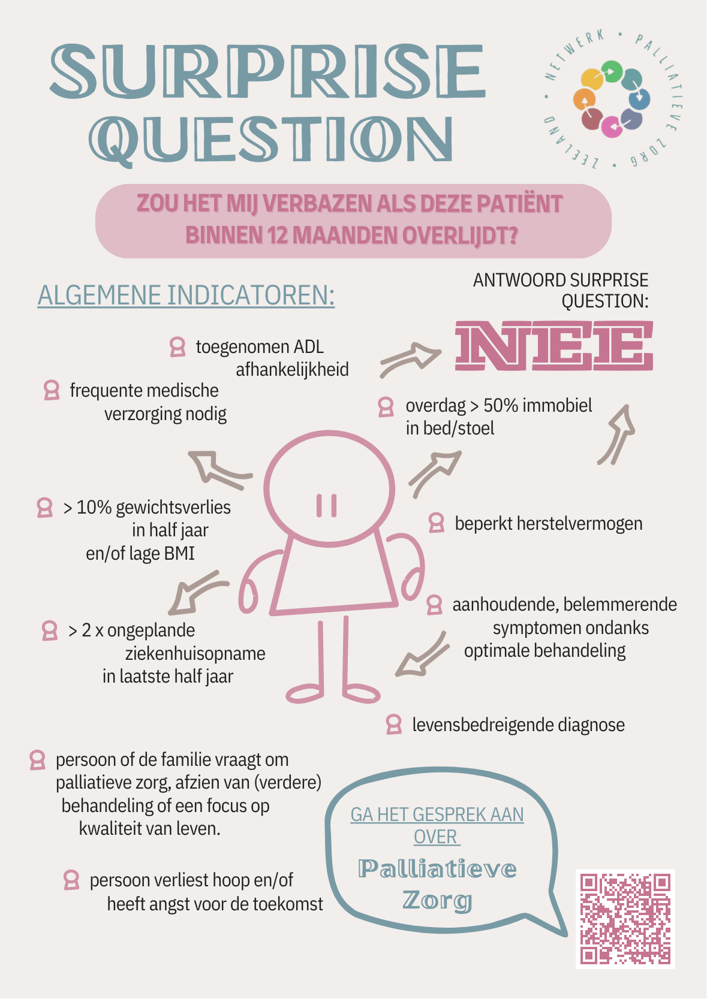 SURPRISE
QUESTION
• NETWERK • PALLIATIEVE ZORG • ZEELAND
ZOU HET MIJ VERBAZEN ALS DEZE PATIËNT
BINNEN 12 MAANDEN OVERLIJDT?
ALGEMENE INDICATOREN:
ANTWOORD SURPRISE
QUESTION:
NEE
toegenomen ADL
afhankelijkheid
frequente medische
verzorging nodig
overdag > 50% immobiel
in bed/stoel
> 10% gewichtsverlies
in half jaar
en/of lage BMI
beperkt herstelvermogen
> 2 x ongeplande
ziekenhuisopname
in laatste half jaar
aanhoudende, belemmerende
symptomen ondanks
optimale behandeling
levensbedreigende diagnose
persoon of de familie vraagt om
palliatieve zorg, afzien van (verdere)
behandeling of een focus op
kwaliteit van leven.
persoon verliest hoop en/of
heeft angst voor de toekomst
GA HET GESPREK AAN
OVER
Palliatieve
Zorg